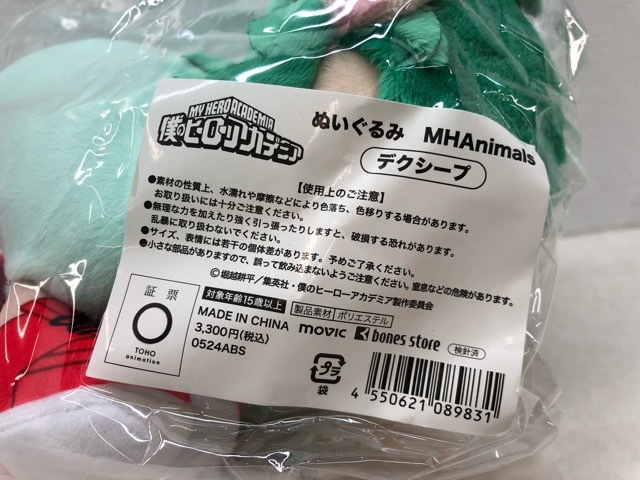 MY HERO ACADEMIA
僕のヒーローアカデミア
ぬいぐるみ MHAnimals
デクシープ
【使用上のご注意】
●素材の性質上、水濡れや摩擦などにより色落ち、色移りする場合があります。
お取り扱いには十分ご注意ください。
●無理な力を加えたり強く引っ張ったりしますと、破損する恐れがあります。
乱暴に取り扱わないでください。
●サイズ、表情には若干の個体差があります。予めご了承ください。
●小さな部品がありますので、誤って飲み込まないようご注意ください。窒息などの危険があります。
©堀越耕平/集英社・僕のヒーローアカデミア製作委員会
証票
TOHO
animation
対象年齢15歳以上
製品素材 ポリエステル
MADE IN CHINA
3,300円(税込)
0524ABS
movic bones store
検針済
プラ
袋
4 550621 089831